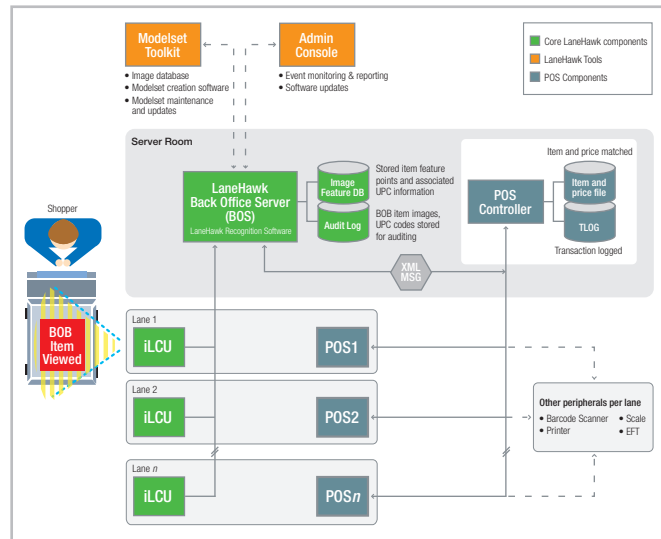 Modelset
Toolkit
Admin
Console
• Image database
• Modelset creation software
• Modelset maintenance
and updates
• Event monitoring & reporting
• Software updates
Core LaneHawk components
LaneHawk Tools
POS Components
Server Room
LaneHawk
Back Office Server
(BOS)
LaneHawk Recognition Software
Image
Feature DB
Audit Log
Stored item feature
points and associated
UPC information
BOB item images,
UPC codes stored
for auditing
Item and price matched
POS
Controller
Item and
price file
TLOG
Transaction logged
XML
MSG
Shopper
BOB
Item
Viewed
Lane 1
iLCU
POS1
Lane 2
iLCU
POS2
Lane n
iLCU
POSn
Other peripherals per lane
• Barcode Scanner • Scale
• Printer • EFT